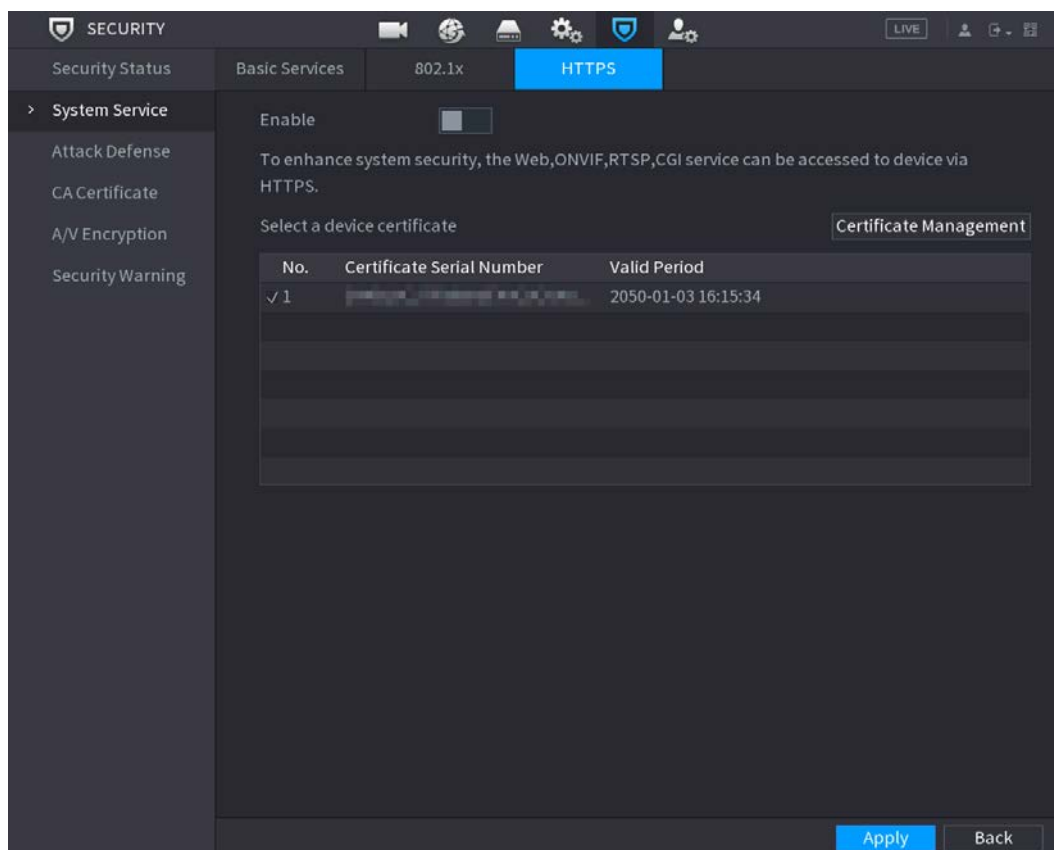 SECURITY
LIVE
Security Status
Basic Services
802.1x
HTTPS
System Service
Attack Defense
CA Certificate
A/V Encryption
Security Warning
Enable
To enhance system security, the Web,ONVIF,RTSP,CGI service can be accessed to device via
HTTPS.
Select a device certificate
Certificate Management
No. Certificate Serial Number Valid Period
1 2050-01-03 16:15:34
Apply
Back